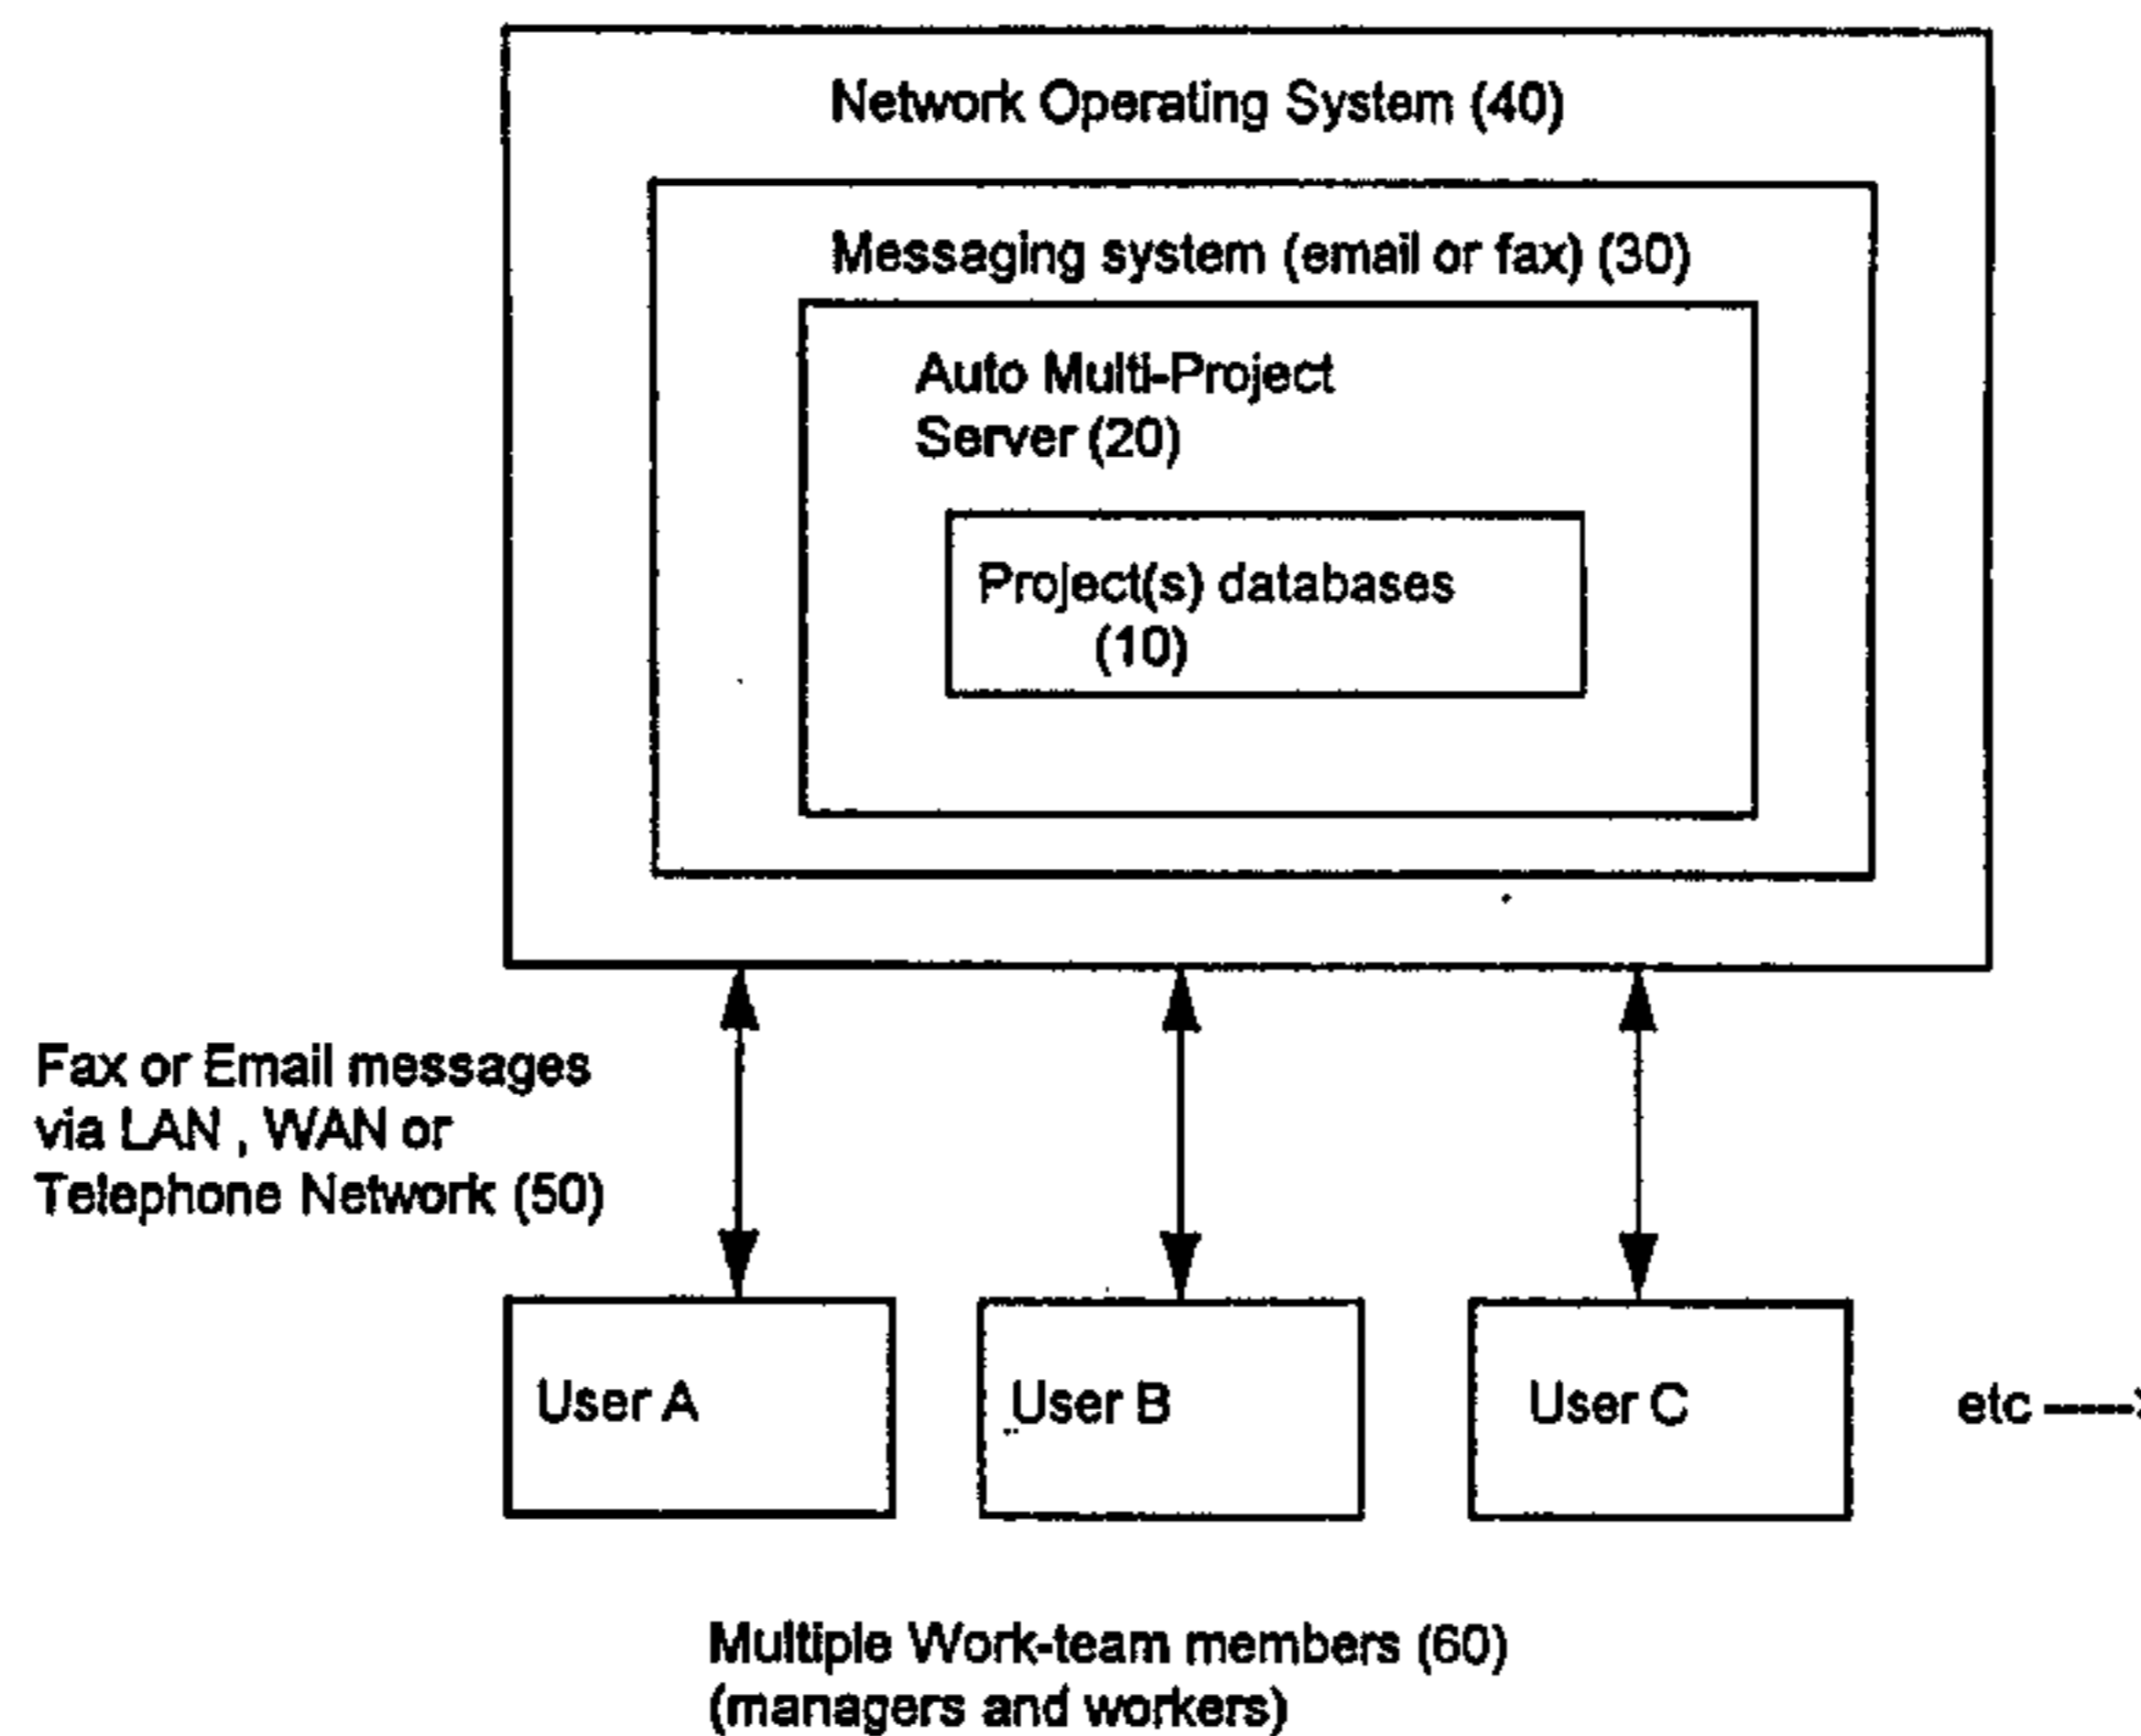 Network Operating System (40)
Messaging system (email or fax) (30)
Auto Multi-Project
Server (20)
Project(s) databases
(10)
Fax or Email messages
via LAN , WAN or
Telephone Network (50)
User A
User B
User C
etc ----->
Multiple Work-team members (60)
(managers and workers)